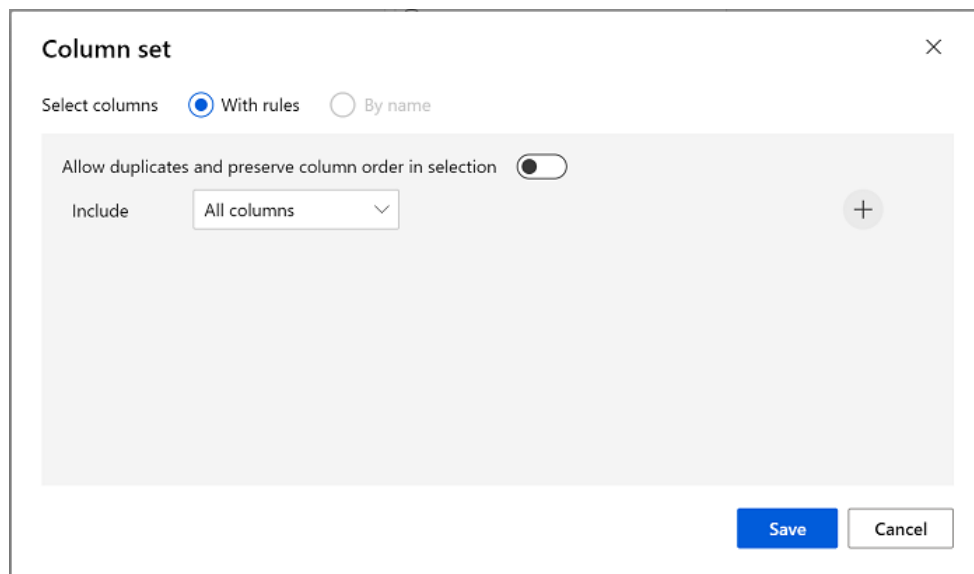 Column set
Select columns With rules By name
Allow duplicates and preserve column order in selection
Include All columns
Save Cancel